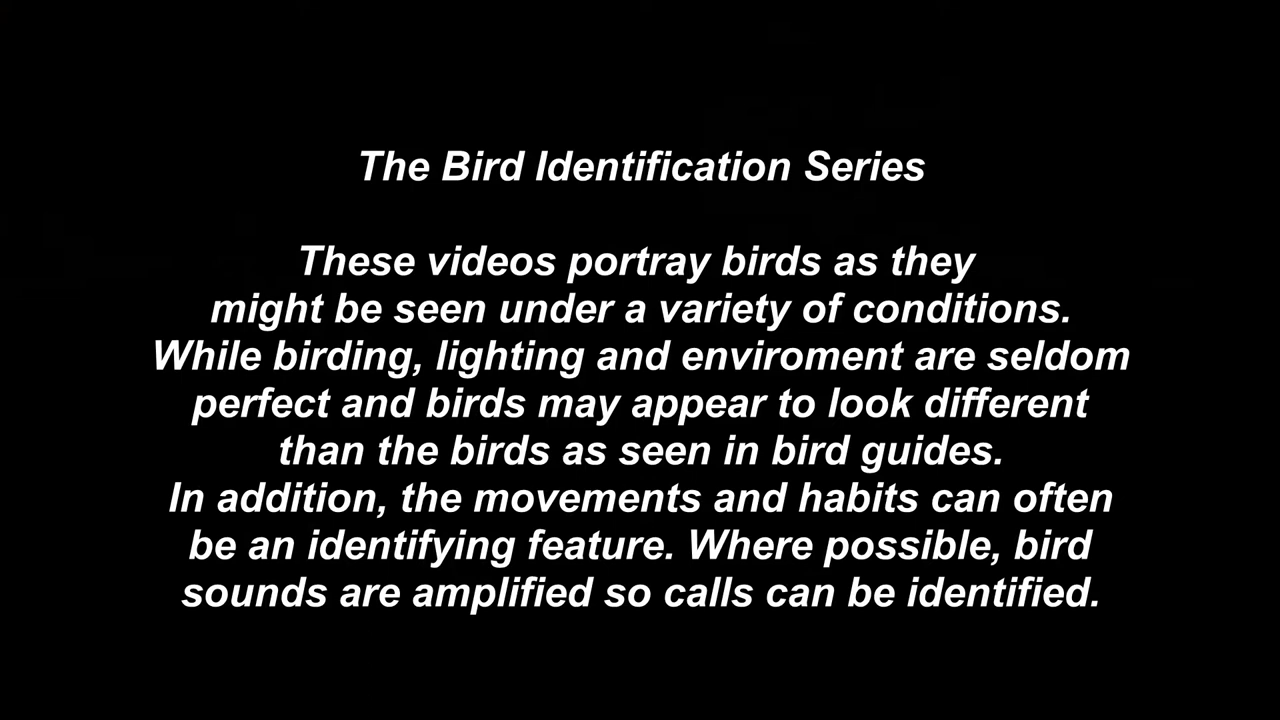 The Bird Identification Series
These videos portray birds as they
might be seen under a variety of conditions.
While birding, lighting and enviroment are seldom
perfect and birds may appear to look different
than the birds as seen in bird guides.
In addition, the movements and habits can often
be an identifying feature. Where possible, bird
sounds are amplified so calls can be identified.